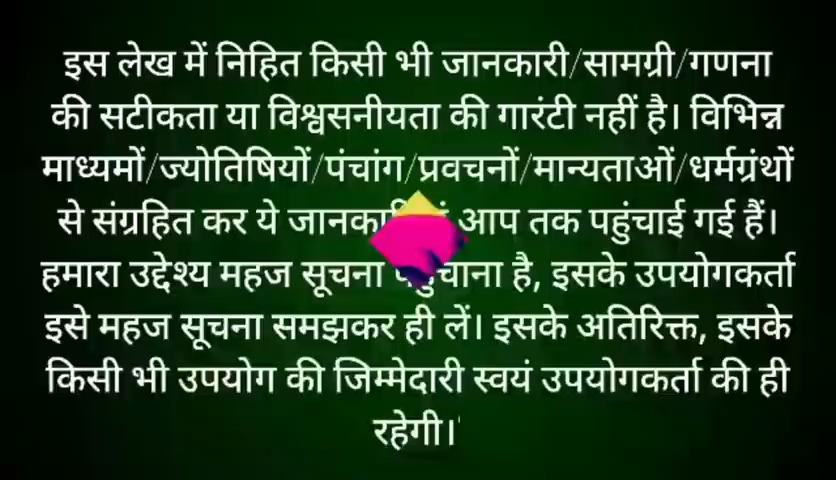 इस लेख में निहित किसी भी जानकारी/सामग्री/गणना
की सटीकता या विश्वसनीयता की गारंटी नहीं है। विभिन्न
माध्यमों/ज्योतिषियों/पंचांग/प्रवचनों/मान्यताओं/धर्मग्रंथों
से संग्रहित कर ये आप तक पहुंचाई गई हैं।
हमारा उद्देश्य महज सूचना है, इसके उपयोगकर्ता
इसे महज सूचना समझकर ही लें। इसके अतिरिक्त, इसके
किसी भी उपयोग की जिम्मेदारी स्वयं उपयोगकर्ता की ही
रहेगी।'